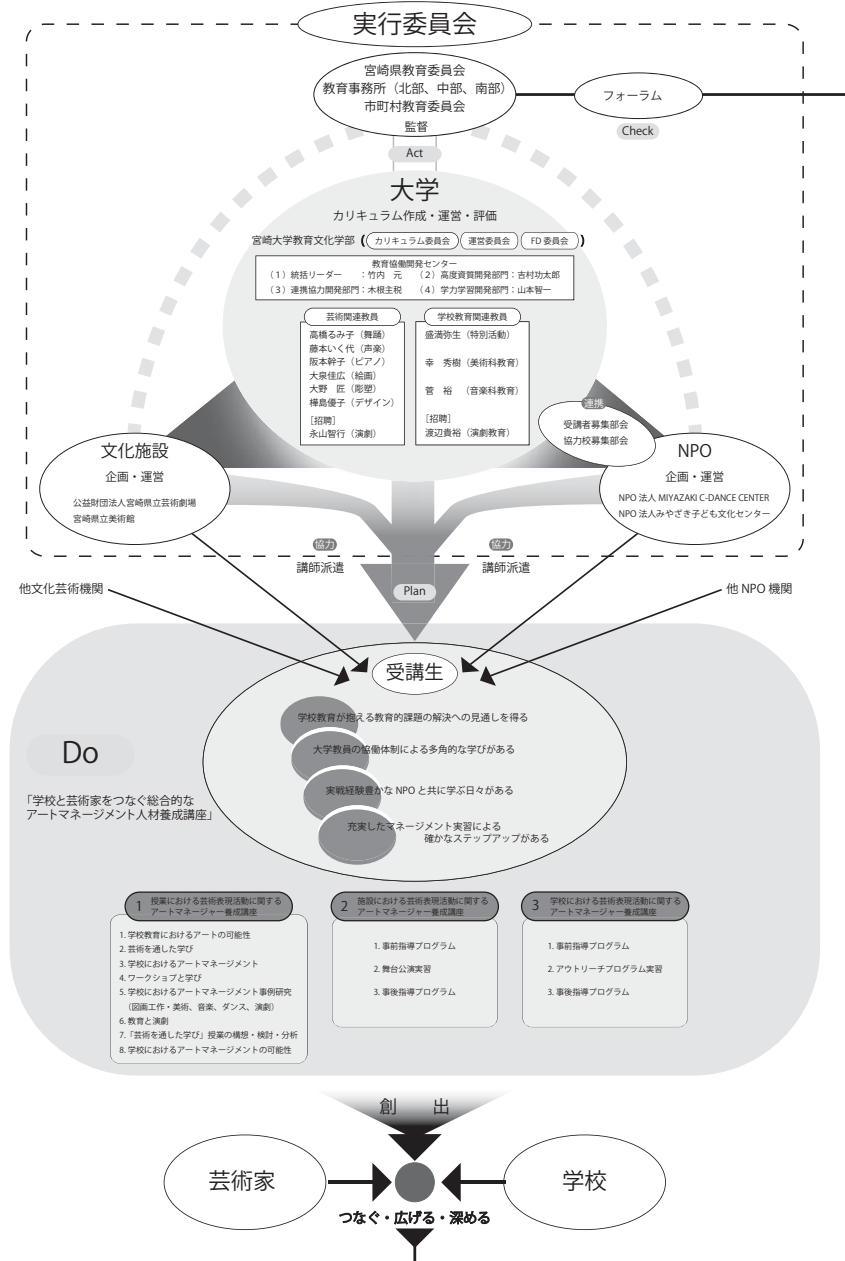 実行委員会
宮崎県教育委員会
教育事務所（北部、中部、南部）
市町村教育委員会
監督
フォーラム
Check
Act
大学
カリキュラム作成・運営・評価
宮崎大学教育文化学部（カリキュラム委員会 運営委員会 FD 委員会）
教育協働開発センター
（1）統括リーダー ：竹内 元 （2）高度資質開発部門：吉村功太郎
（3）連携協力開発部門：木根主税 （4）学力学習開発部門：山本智一
芸術関連教員
高橋るみ子（舞踊）
藤本いく代（声楽）
阪本幹子（ピアノ）
大泉佳広（絵画）
大野 匠（彫塑）
樺島優子（デザイン）
［招聘］
永山智行（演劇）
学校教育関連教員
盛満弥生（特別活動）
幸 秀樹（美術科教育）
菅 裕 （音楽科教育）
［招聘］
渡辺貴裕（演劇教育）
連携
受講者募集部会
協力校募集部会
文化施設
企画・運営
公益財団法人宮崎県立芸術劇場
宮崎県立美術館
NPO
企画・運営
NPO 法人 MIYAZAKI C-DANCE CENTER
NPO 法人みやざき子ども文化センター
協力
講師派遣
協力
講師派遣
Plan
他文化芸術機関
他 NPO 機関
受講生
学校教育が抱える教育的課題の解決への見通しを得る
大学教員の協働体制による多角的な学びがある
実戦経験豊かな NPO と共に学ぶ日々がある
充実したマネージメント実習による
確かなステップアップがある
Do
「学校と芸術家をつなぐ総合的な
アートマネージメント人材養成講座」
1 授業における芸術表現活動に関する
アートマネージャー養成講座
1. 学校教育におけるアートの可能性
2. 芸術を通した学び
3. 学校におけるアートマネージメント
4. ワークショップと学び
5. 学校におけるアートマネージメント事例研究
（図画工作・美術、音楽、ダンス、演劇）
6. 教育と演劇
7.「芸術を通した学び」授業の構想・検討・分析
8. 学校におけるアートマネージメントの可能性
2 施設における芸術表現活動に関する
アートマネージャー養成講座
1. 事前指導プログラム
2. 舞台公演実習
3. 事後指導プログラム
3 学校における芸術表現活動に関する
アートマネージャー養成講座
1. 事前指導プログラム
2. アウトリーチプログラム実習
3. 事後指導プログラム
創 出
芸術家
学校
つなぐ・広げる・深める